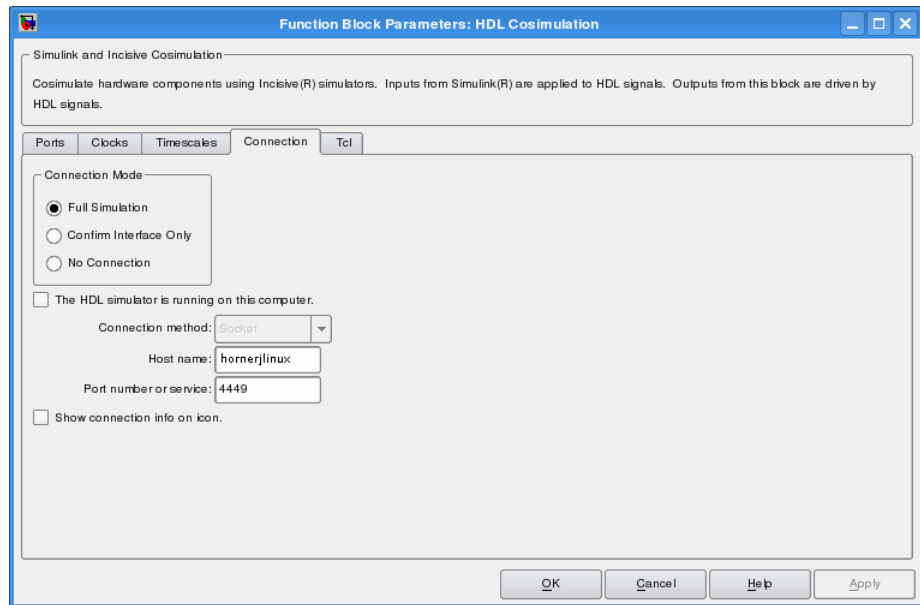 Function Block Parameters: HDL Cosimulation
Simulink and Incisive Cosimulation
Cosimulate hardware components using Incisive(R) simulators.  Inputs from Simulink(R) are applied to HDL signals.  Outputs from this block are driven by
HDL signals.
Ports Clocks Timescales Connection Tcl
Connection Mode
Full Simulation
Confirm Interface Only
No Connection
The HDL simulator is running on this computer.
Connection method: Socket
Host name: hornerjlinux
Port number or service: 4449
Show connection info on icon.
OK Cancel Help Apply